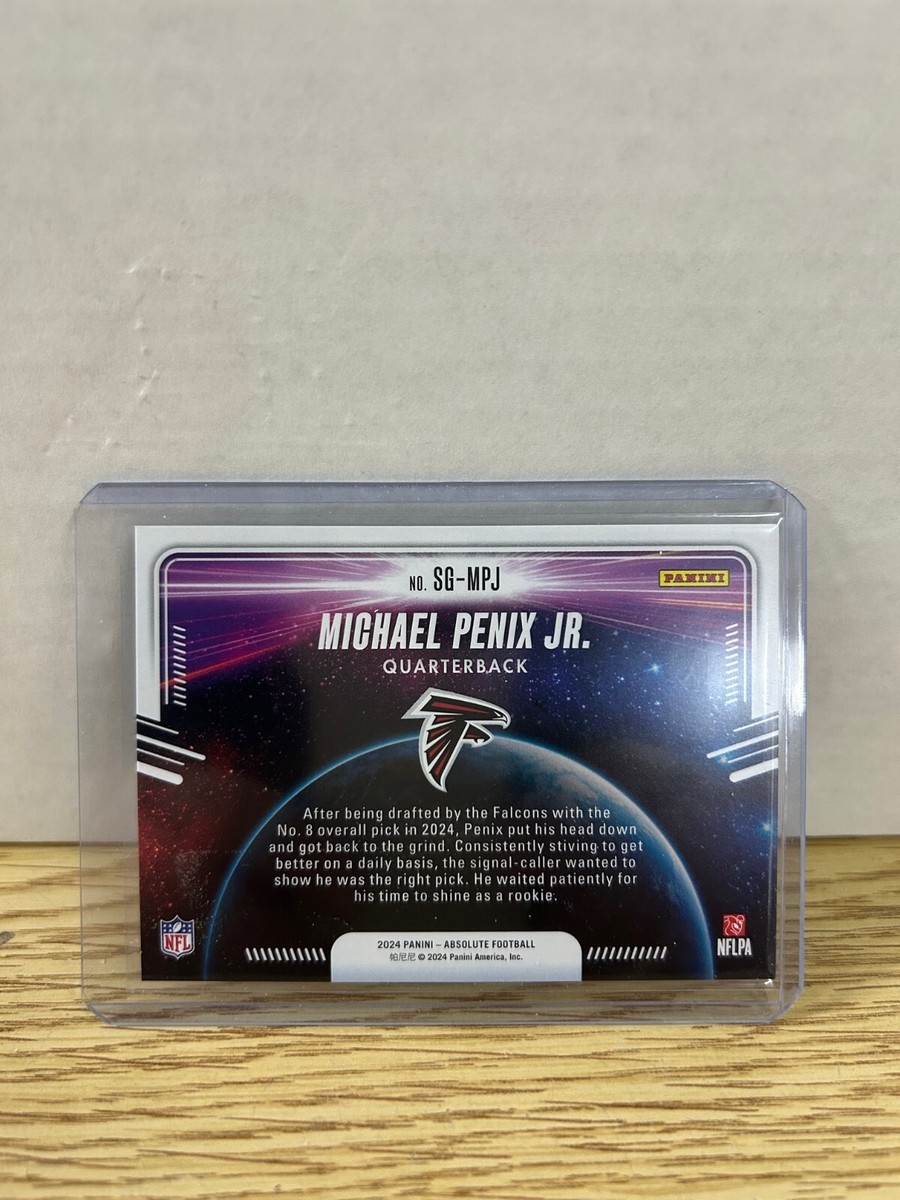 NO. SG-MPJ
PANINI
MICHAEL PENIX JR.
QUARTERBACK
After being drafted by the Falcons with the
No. 8 overall pick in 2024, Penix put his head down
and got back to the grind. Consistently stiving to get
better on a daily basis, the signal-caller wanted to
show he was the right pick. He waited patiently for
his time to shine as a rookie.
NFL
2024 PANINI – ABSOLUTE FOOTBALL
帕尼尼 © 2024 Panini America, Inc.
NFLPA